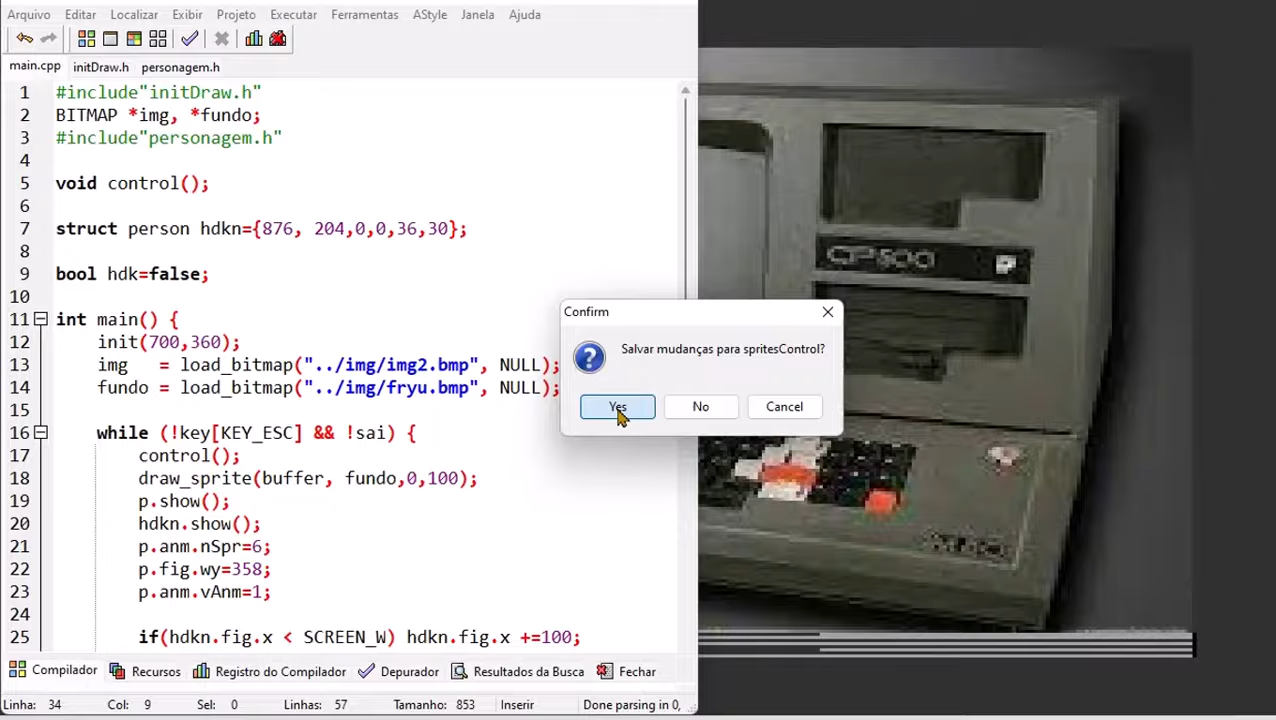 Arquivo Editar Localizar Exibir Projeto Executar Ferramentas AStyle Janela Ajuda
main.cpp initDraw.h personagem.h
1 #include"initDraw.h"
2 BITMAP *img, *fundo;
3 #include"personagem.h"
4
5 void control();
6
7 struct person hdkn={876, 204,0,0,36,30};
8
9 bool hdk=false;
10
11 int main() {
12 init(700,360);
13 img = load_bitmap("../img/img2.bmp", NULL);
14 fundo = load_bitmap("../img/fryu.bmp", NULL);
15
16 while (!key[KEY_ESC] && !sai) {
17 control();
18 draw_sprite(buffer, fundo,0,100);
19 p.show();
20 hdkn.show();
21 p.anm.nSpr=6;
22 p.fig.wy=358;
23 p.anm.vAnm=1;
24
25 if(hdkn.fig.x < SCREEN_W) hdkn.fig.x +=100;
Compilador Recursos Registro do Compilador Depurador Resultados da Busca Fechar
Linha: 34 Col: 9 Sel: 0 Linhas: 57 Tamanho: 853 Inserir Done parsing in 0,
Confirm
Salvar mudanças para spritesControl?
Yes No Cancel
CP500